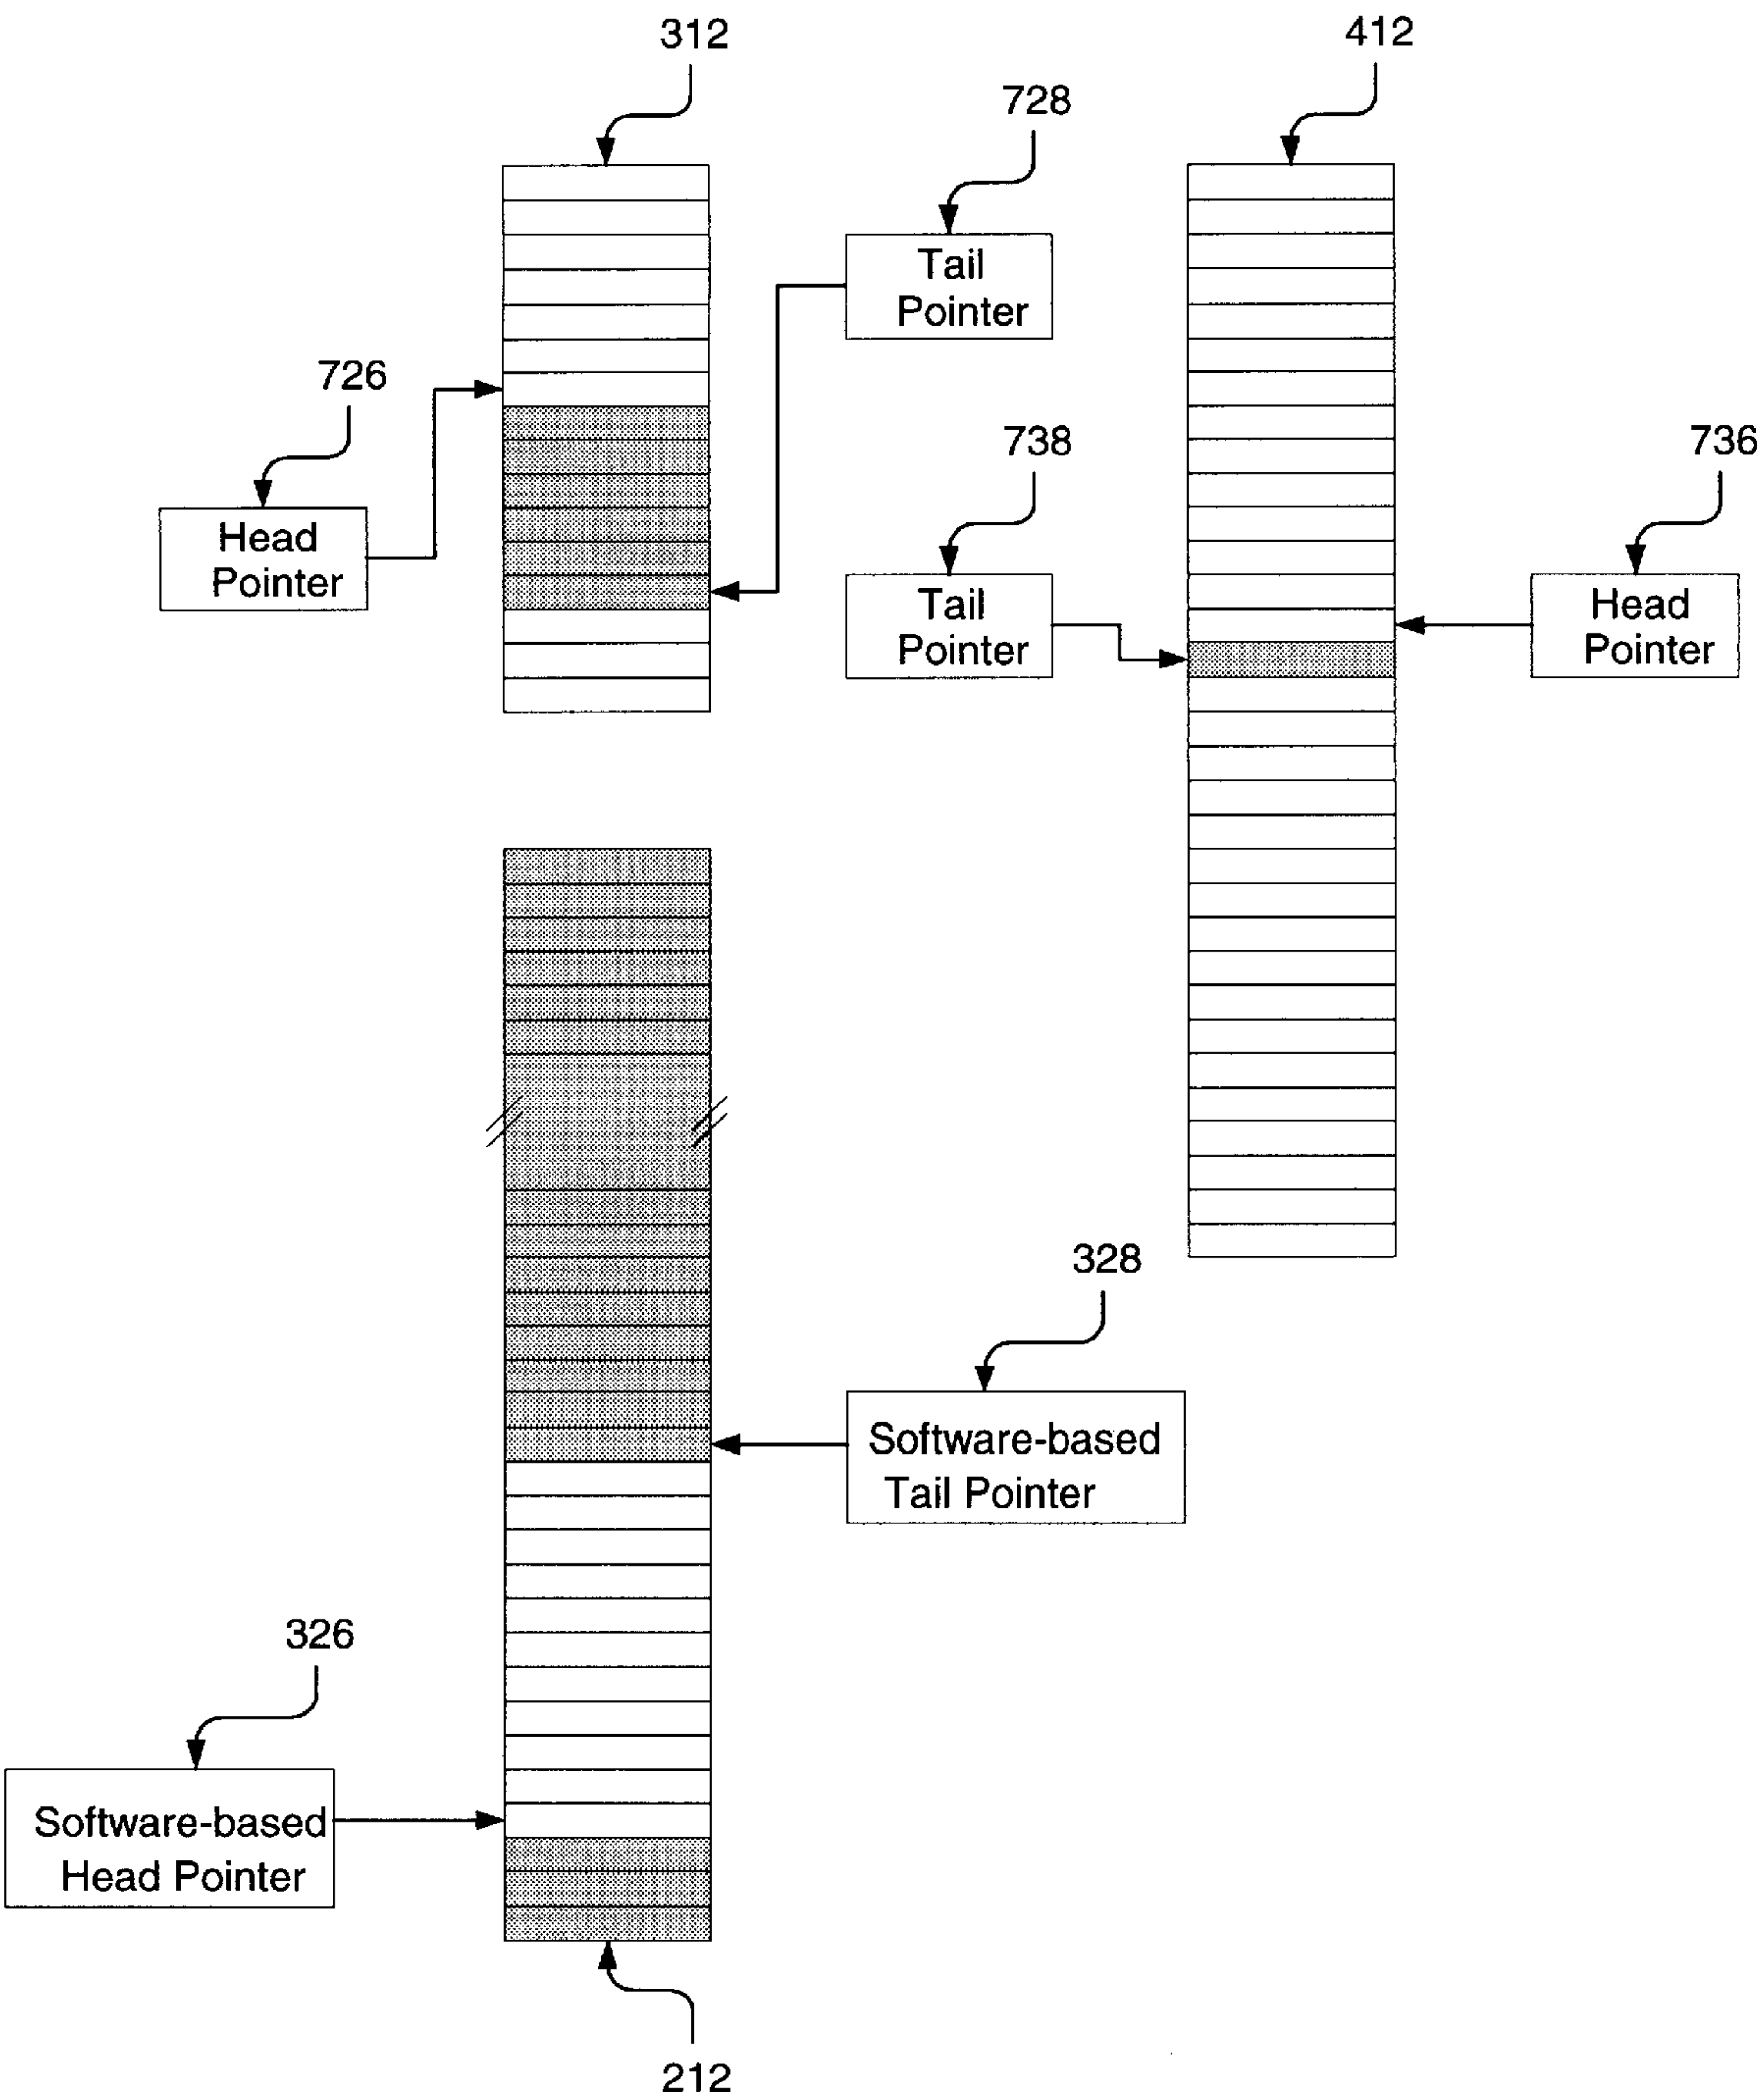 312
412
728
Tail
Pointer
726
738
736
Head
Pointer
Tail
Pointer
Head
Pointer
328
Software-based
Tail Pointer
326
Software-based
Head Pointer
212